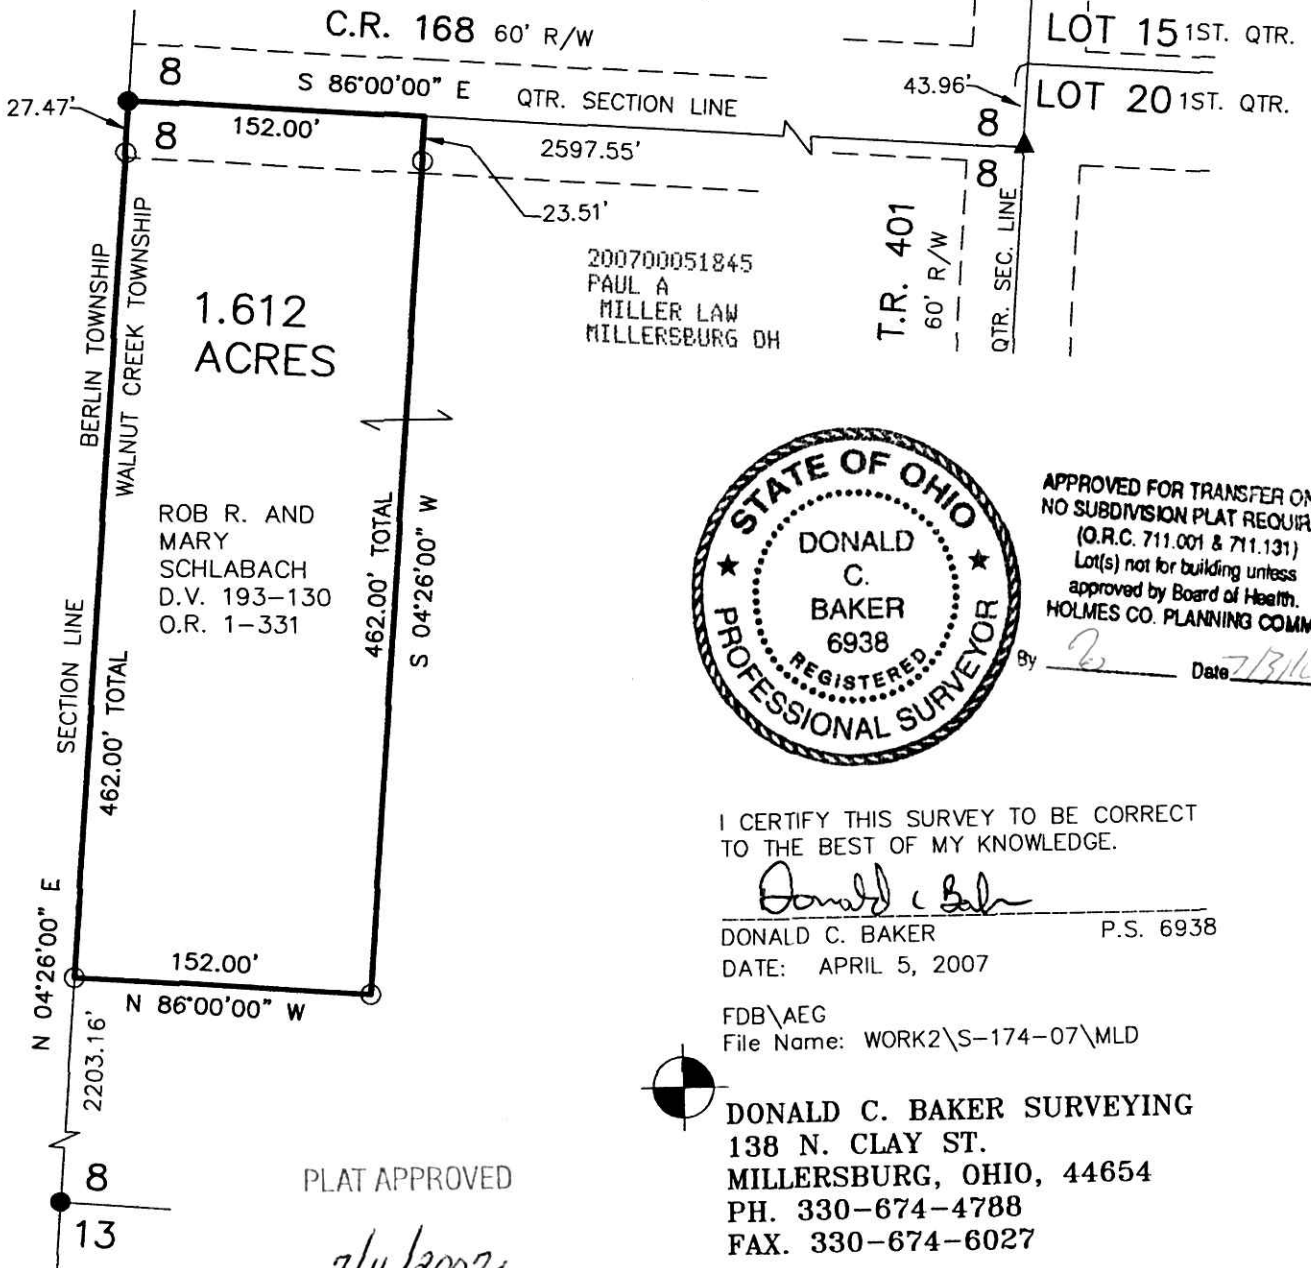 C.R. 168 60' R/W
LOT 15 1ST. QTR.
8
S 86°00'00" E
QTR. SECTION LINE
43.96'
LOT 20 1ST. QTR.
27.47'
8
152.00'
2597.55'
8
8
23.51'
T.R. 401
60' R/W
QTR. SEC. LINE
BERLIN TOWNSHIP
WALNUT CREEK TOWNSHIP
200700051845
PAUL A
MILLER LAW
MILLERSBURG OH
1.612
ACRES
ROB R. AND
MARY
SCHLABACH
D.V. 193-130
O.R. 1-331
462.00' TOTAL
S 04°26'00" W
SECTION LINE
462.00' TOTAL
N 04°26'00" E
152.00'
N 86°00'00" W
2203.16'
8
13
STATE OF OHIO
DONALD
C.
BAKER
6938
REGISTERED
PROFESSIONAL SURVEYOR
APPROVED FOR TRANSFER
NO SUBDIVISION PLAT
(O.R.C. 711.001 & 711.131)
Lot(s) not for building unless
approved by Board of Health.
HOLMES CO. PLANNING COMM
By Date
I CERTIFY THIS SURVEY TO BE CORRECT
TO THE BEST OF MY KNOWLEDGE.
Donald C Baker
DONALD C. BAKER P.S. 6938
DATE: APRIL 5, 2007
FDB\AEG
File Name: WORK2\S-174-07\MLD
DONALD C. BAKER SURVEYING
138 N. CLAY ST.
MILLERSBURG, OHIO, 44654
PH. 330-674-4788
FAX. 330-674-6027
PLAT APPROVED